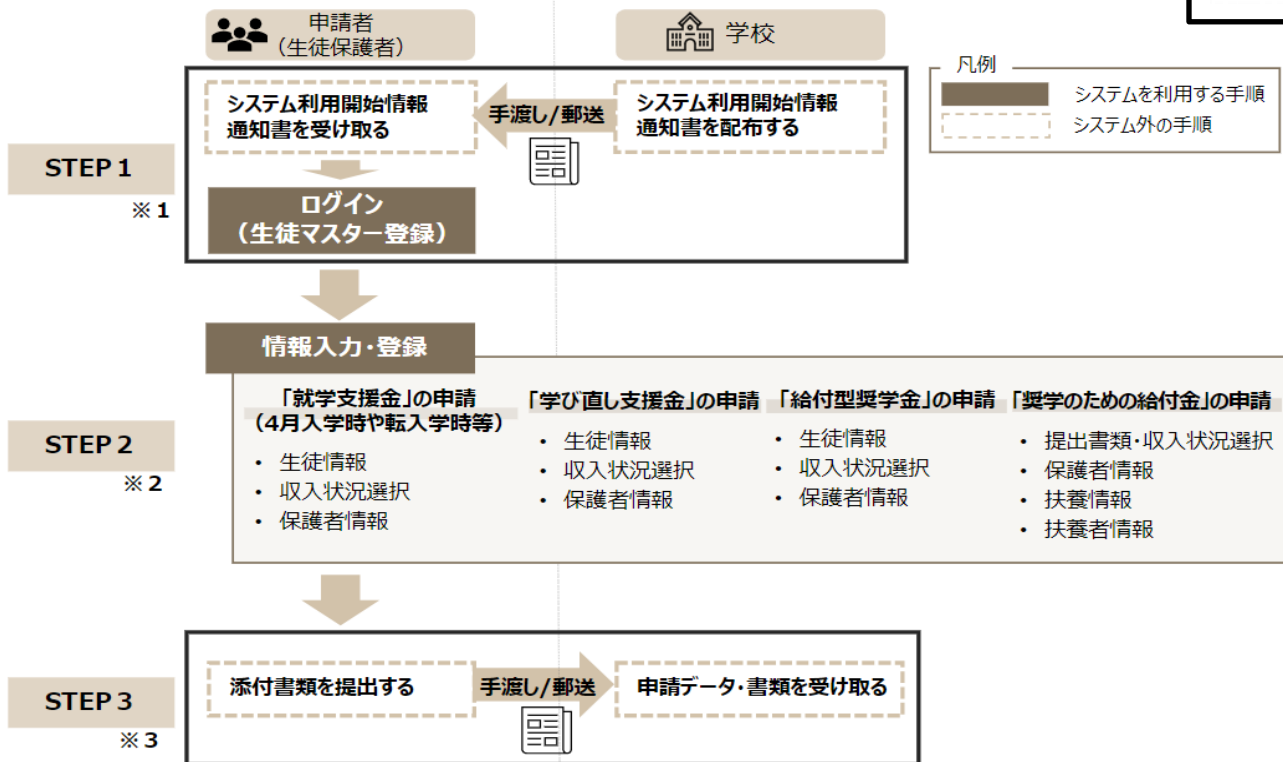 申請者
（生徒保護者）
学校
凡例
システムを利用する手順
システム外の手順
STEP 1
※1
システム利用開始情報
通知書を受け取る
手渡し/郵送
システム利用開始情報
通知書を配布する
ログイン
（生徒マスター登録）
STEP 2
※2
情報入力・登録
「就学支援金」の申請
（4月入学時や転入学時等）
• 生徒情報
• 収入状況選択
• 保護者情報
「学び直し支援金」の申請
• 生徒情報
• 収入状況選択
• 保護者情報
「給付型奨学金」の申請
• 生徒情報
• 収入状況選択
• 保護者情報
「奨学のための給付金」の申請
• 提出書類・収入状況選択
• 保護者情報
• 扶養情報
• 扶養者情報
STEP 3
※3
添付書類を提出する
手渡し/郵送
申請データ・書類を受け取る